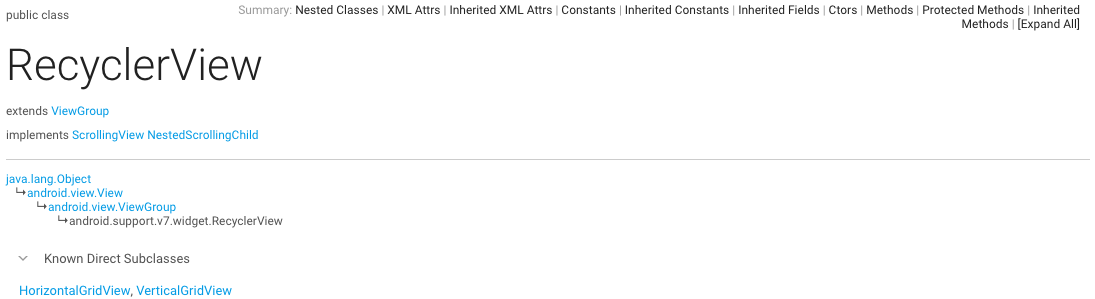 public class
Summary: Nested Classes | XML Attrs | Inherited XML Attrs | Constants | Inherited Constants | Inherited Fields | Ctors | Methods | Protected Methods | Inherited
Methods | [Expand All]
RecyclerView
extends ViewGroup
implements ScrollingView NestedScrollingChild
java.lang.Object
↳android.view.View
↳android.view.ViewGroup
↳android.support.v7.widget.RecyclerView
Known Direct Subclasses
HorizontalGridView, VerticalGridView